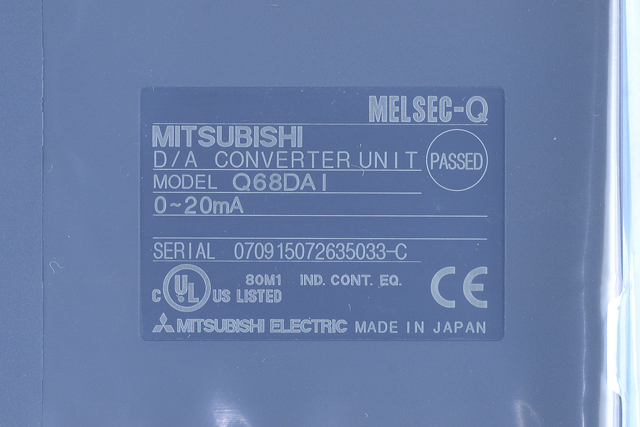 MELSEC-Q
MITSUBISHI
D/A CONVERTER UNIT
PASSED
MODEL Q68DAI
0~20mA
SERIAL 070915072635033-C
C UL US LISTED
80M1 IND. CONT. EQ.
CE
MITSUBISHI ELECTRIC MADE IN JAPAN